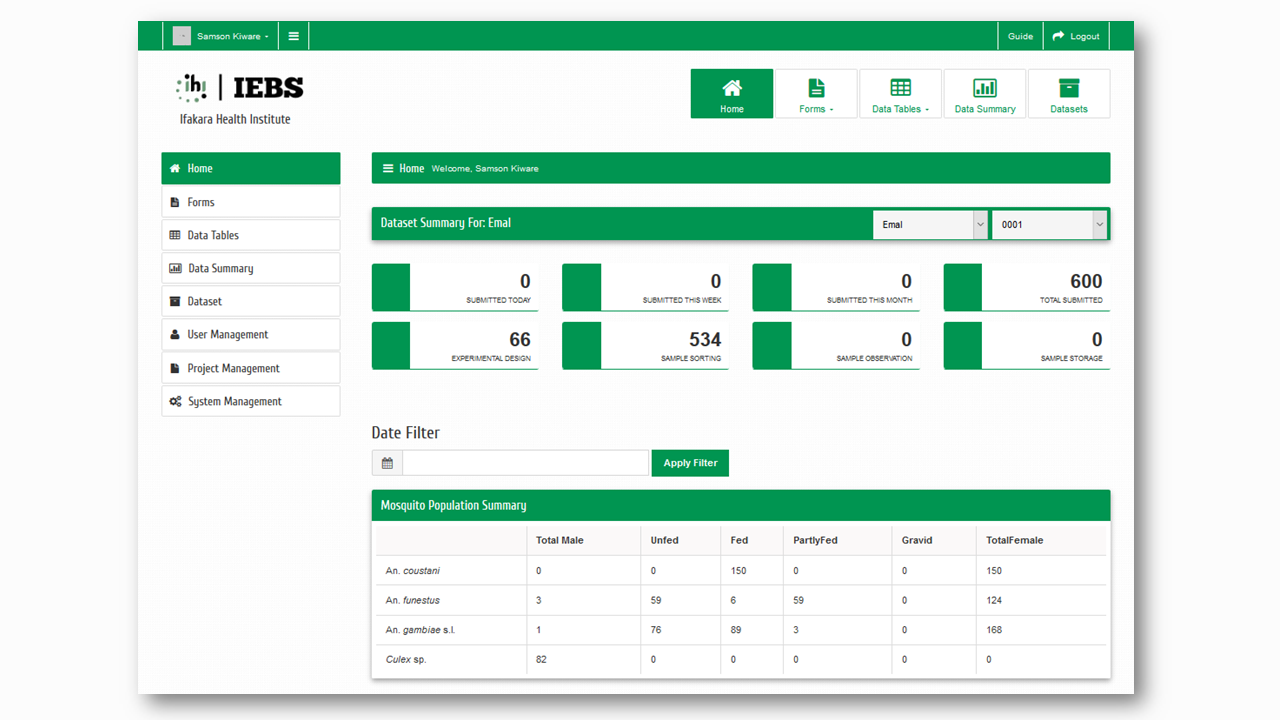 Samson Kiware
Guide
Logout
ihi | IEBS
Ifakara Health Institute
Home
Forms
Data Tables
Data Summary
Datasets
Home
Forms
Data Tables
Data Summary
Dataset
User Management
Project Management
System Management
Home Welcome, Samson Kiware
Dataset Summary For: Emal
Emal
0001
0
SUBMITTED TODAY
0
SUBMITTED THIS WEEK
0
SUBMITTED THIS MONTH
600
TOTAL SUBMITTED
66
EXPERIMENTAL DESIGN
534
SAMPLE SORTING
0
SAMPLE OBSERVATION
0
SAMPLE STORAGE
Date Filter
Apply Filter
Mosquito Population Summary
Total Male Unfed Fed PartlyFed Gravid TotalFemale
An. coustani 0 0 150 0 0 150
An. funestus 3 59 6 59 0 124
An. gambiae s.l. 1 76 89 3 0 168
Culex sp. 82 0 0 0 0 0